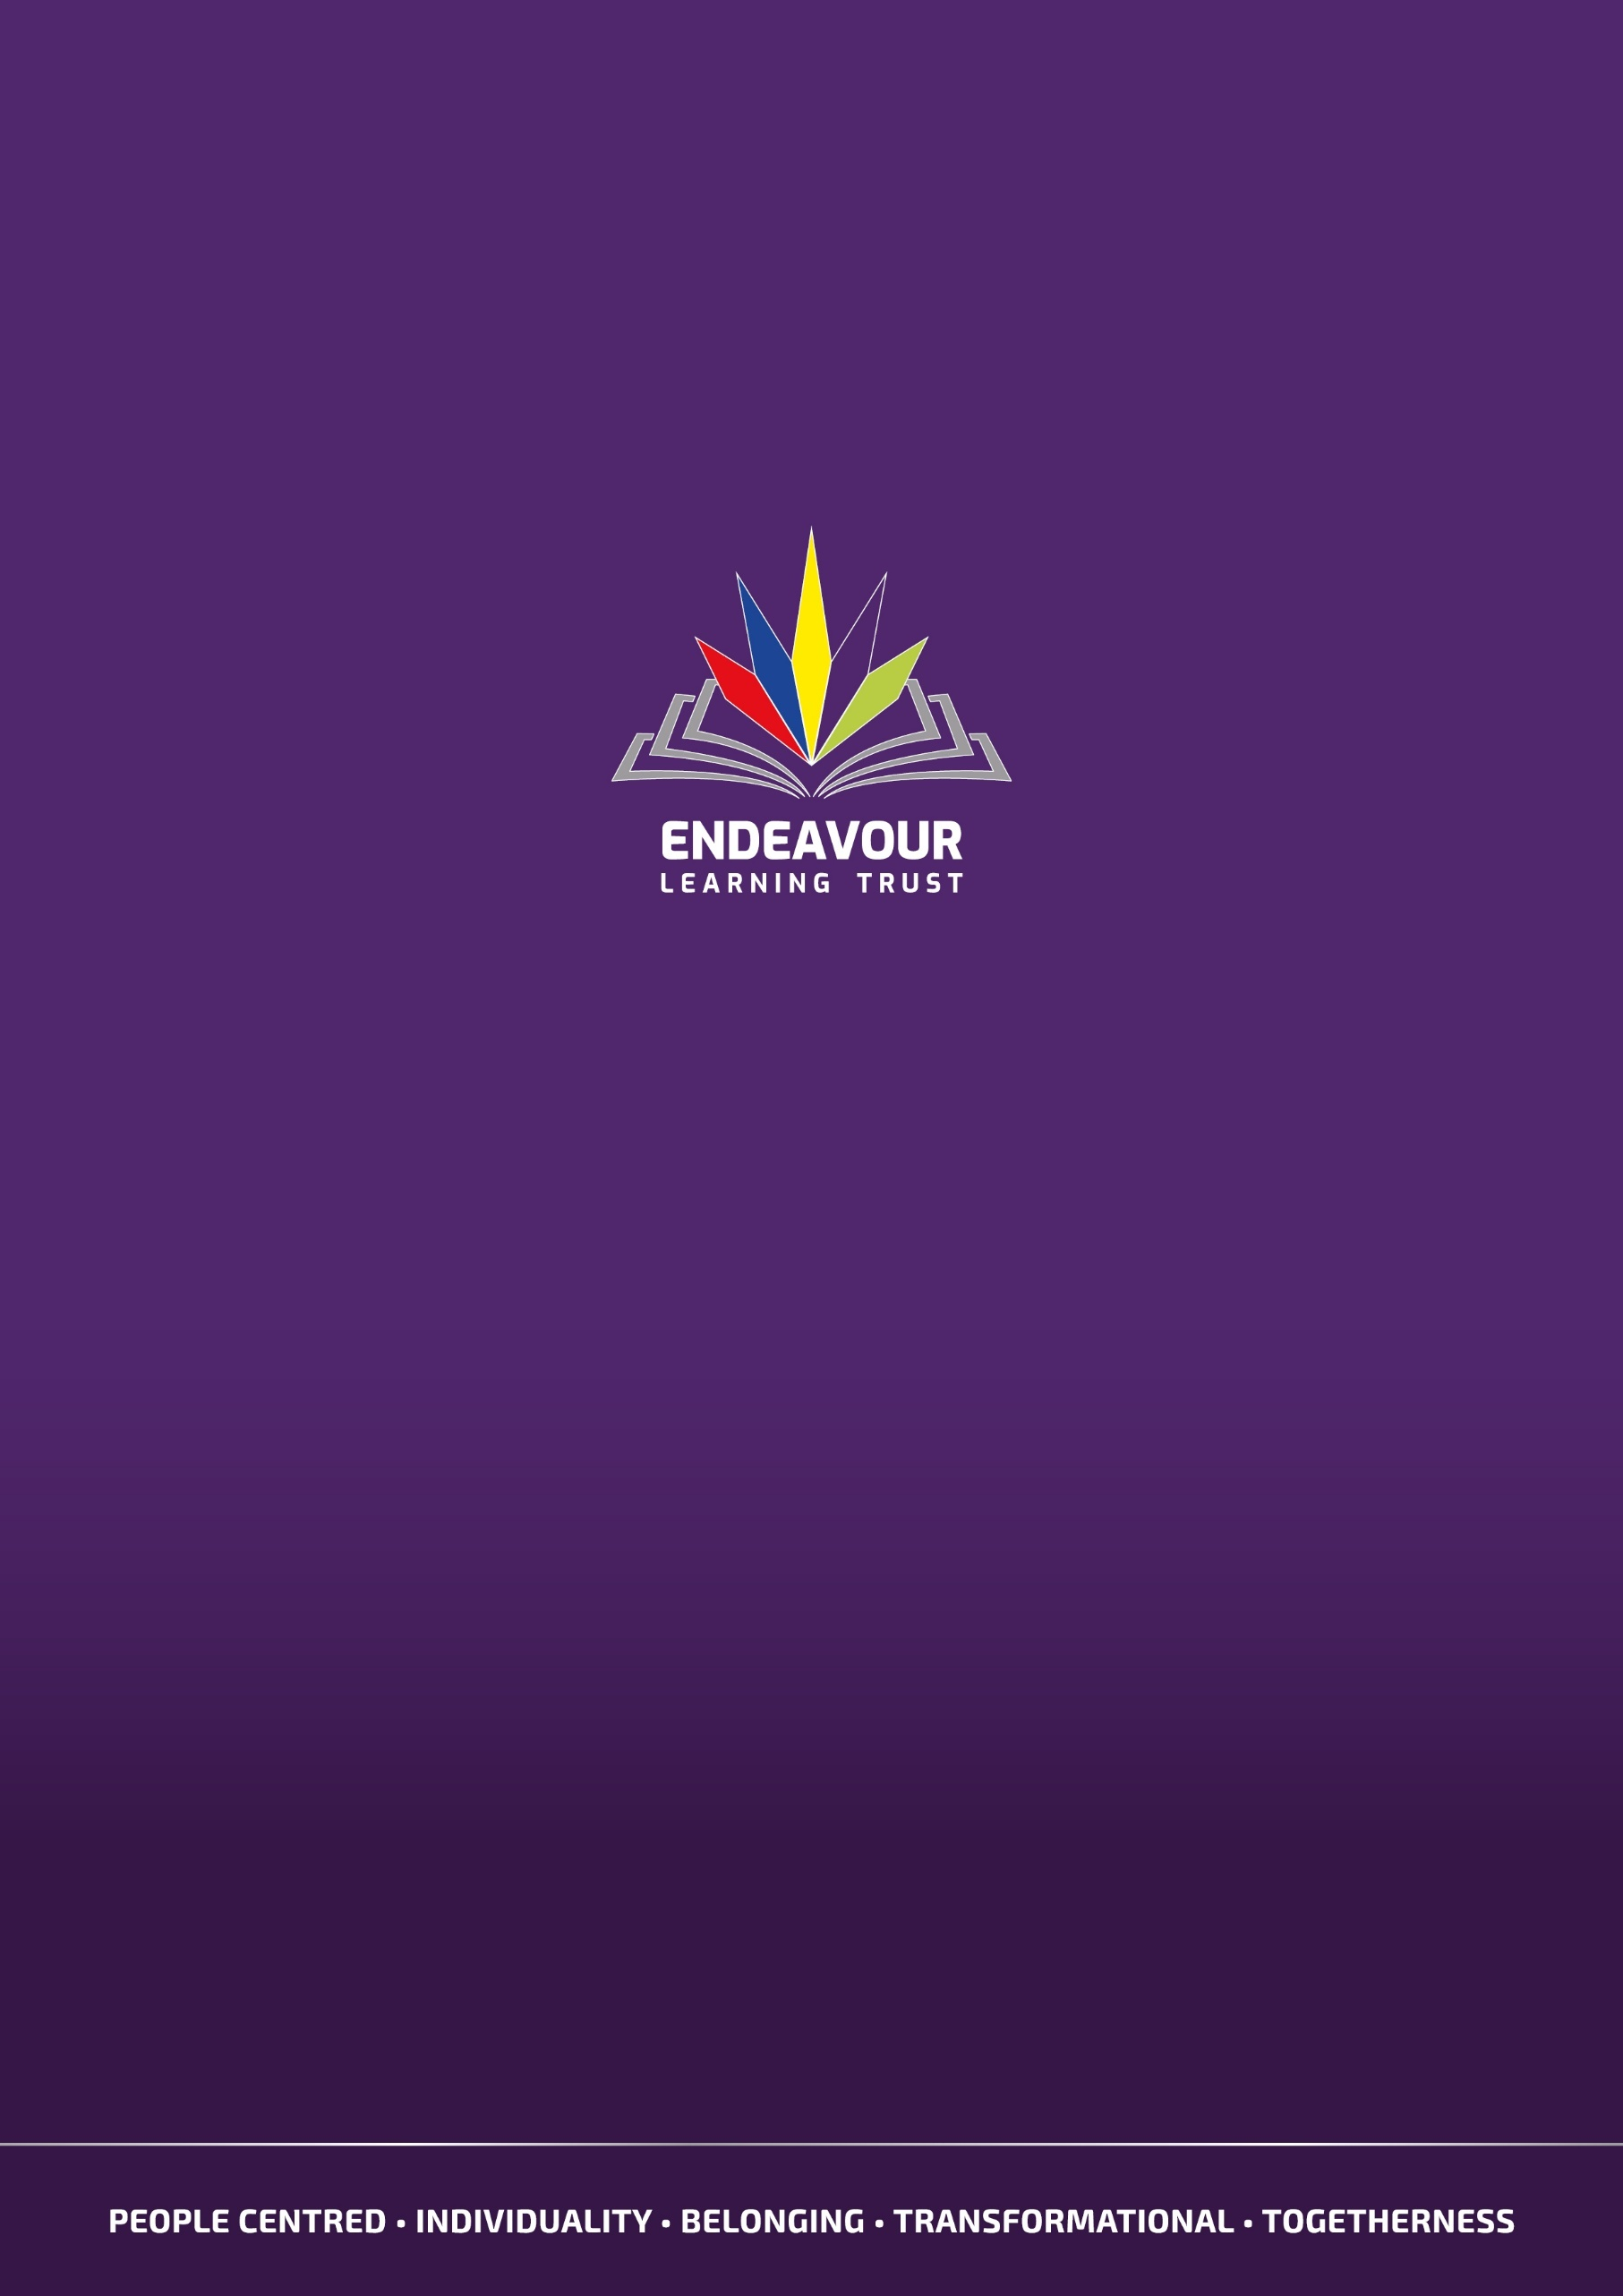 ENDEAVOUR
LEARNING TRUST
PEOPLE CENTRED • INDIVIDUALITY • BELONGING • TRANSFORMATIONAL • TOGETHERNESS